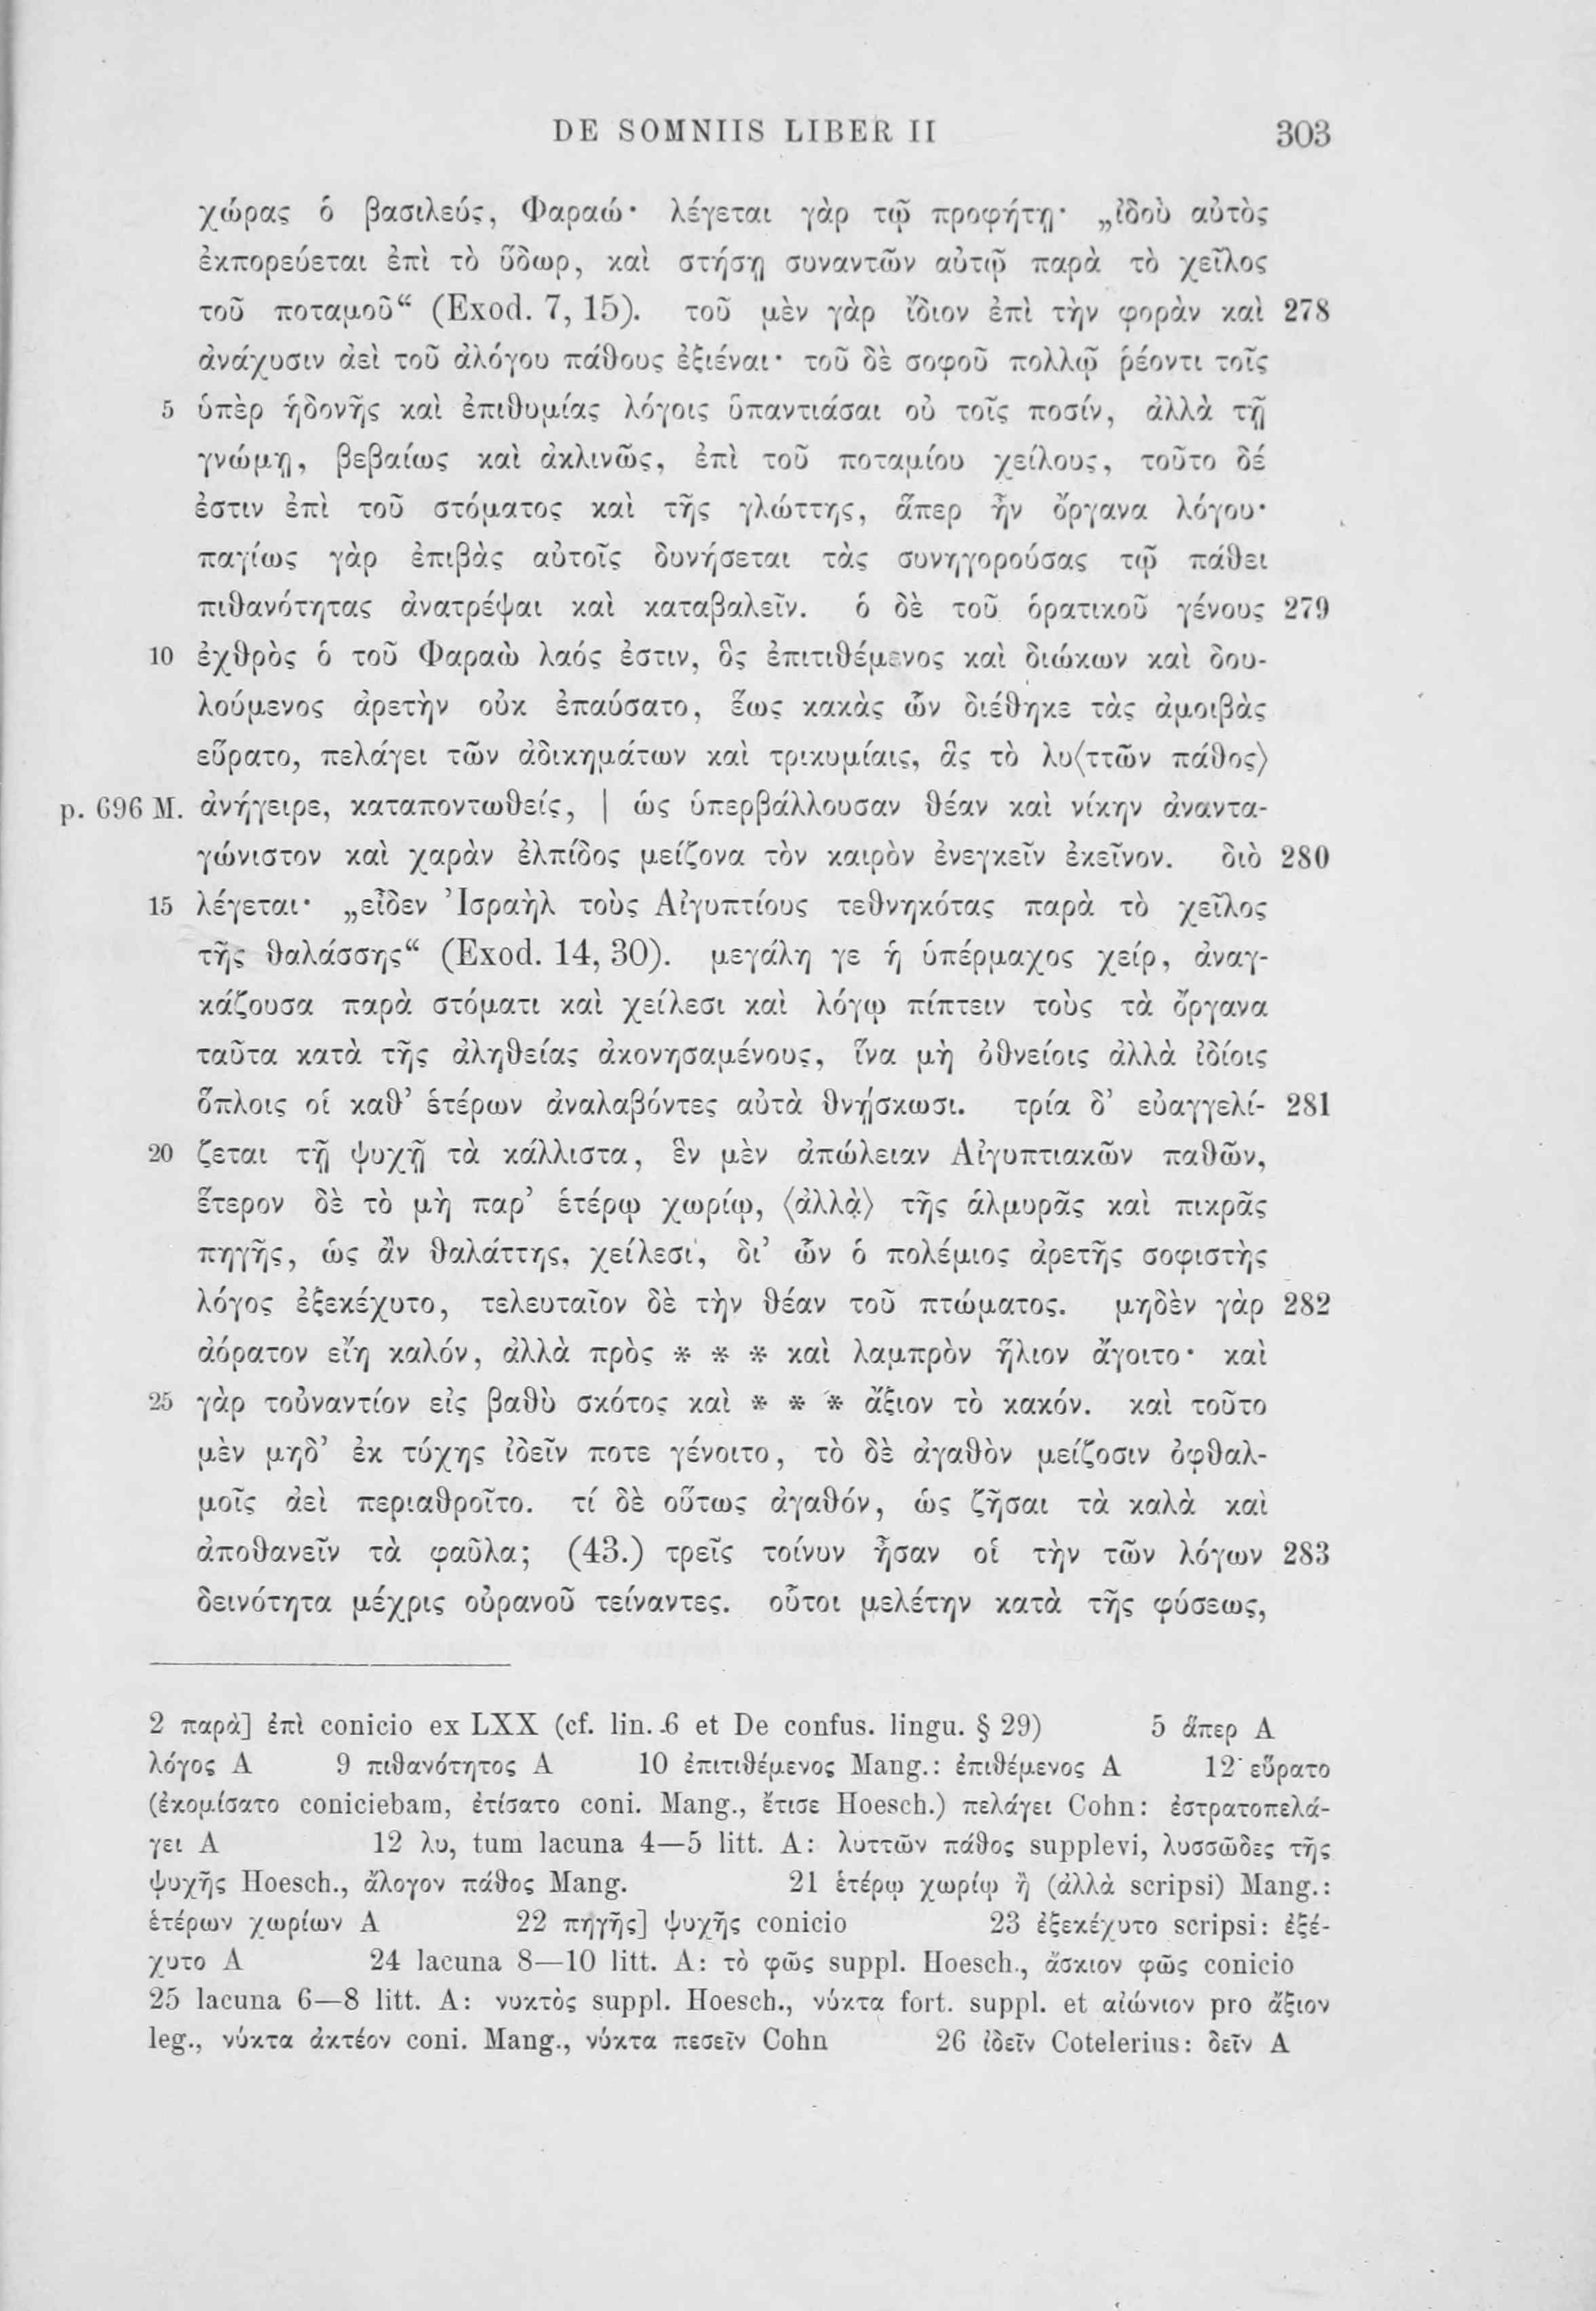 DE SOMNIIS LIBER II 303
χώρας ὁ βασιλεύς, Φαραώ· λέγεται γὰρ τῷ προφήτῃ· „ἰδοὺ αὐτὸς
ἐκπορεύεται ἐπὶ τὸ ὕδωρ, καὶ στήσῃ συναντῶν αὐτῷ παρὰ τὸ χεῖλος
τοῦ ποταμοῦ“ (Exod. 7, 15). τοῦ μὲν γὰρ ἴδιον ἐπὶ τὴν φορὰν καὶ 278
ἀνάχυσιν ἀεὶ τοῦ ἀλόγου πάθους ἐξιέναι· τοῦ δὲ σοφοῦ πολλῷ ῥέοντι τοῖς
5 ὑπὲρ ἡδονῆς καὶ ἐπιθυμίας λόγοις ὑπαντιάσαι οὐ τοῖς ποσίν, ἀλλὰ τῇ
γνώμῃ, βεβαίως καὶ ἀκλινῶς, ἐπὶ τοῦ ποταμίου χείλους, τοῦτο δέ
ἐστιν ἐπὶ τοῦ στόματος καὶ τῆς γλώττης, ἅπερ ἦν ὄργανα λόγου·
παγίως γὰρ ἐπιβὰς αὐτοῖς δυνήσεται τὰς συνηγορούσας τῷ πάθει
πιθανότητας ἀνατρέψαι καὶ καταβαλεῖν. ὁ δὲ τοῦ ὁρατικοῦ γένους 279
10 ἐχθρὸς ὁ τοῦ Φαραὼ λαός ἐστιν, ὃς ἐπιτιθέμενος καὶ διώκων καὶ δου-
λούμενος ἀρετὴν οὐκ ἐπαύσατο, ἕως κακὰς ὧν διέθηκε τὰς ἀμοιβὰς
εὕρατο, πελάγει τῶν ἀδικημάτων καὶ τρικυμίαις, ἃς τὸ λυ⟨ττῶν πάθος⟩
p. 696 M. ἀνήγειρε, καταποντωθείς, | ὡς ὑπερβάλλουσαν θέαν καὶ νίκην ἀναντα-
γώνιστον καὶ χαρὰν ἐλπίδος μείζονα τὸν καιρὸν ἐνεγκεῖν ἐκεῖνον. διὸ 280
15 λέγεται· „εἶδεν Ἰσραὴλ τοὺς Αἰγυπτίους τεθνηκότας παρὰ τὸ χεῖλος
τῆς θαλάσσης“ (Exod. 14, 30). μεγάλη γε ἡ ὑπέρμαχος χείρ, ἀναγ-
κάζουσα παρὰ στόματι καὶ χείλεσι καὶ λόγῳ πίπτειν τοὺς τὰ ὄργανα
ταῦτα κατὰ τῆς ἀληθείας ἀκονησαμένους, ἵνα μὴ ὀθνείοις ἀλλὰ ἰδίοις
ὅπλοις οἱ καθ’ ἑτέρων ἀναλαβόντες αὐτὰ θνῄσκωσι. τρία δ’ εὐαγγελί- 281
20 ζεται τῇ ψυχῇ τὰ κάλλιστα, ἓν μὲν ἀπώλειαν Αἰγυπτιακῶν παθῶν,
ἕτερον δὲ τὸ μὴ παρ’ ἑτέρῳ χωρίῳ, ⟨ἀλλὰ⟩ τῆς ἁλμυρᾶς καὶ πικρᾶς
πηγῆς, ὡς ἂν θαλάττης, χείλεσι, δι’ ὧν ὁ πολέμιος ἀρετῆς σοφιστὴς
λόγος ἐξεκέχυτο, τελευταῖον δὲ τὴν θέαν τοῦ πτώματος. μηδὲν γὰρ 282
ἀόρατον εἴη καλόν, ἀλλὰ πρὸς * * * καὶ λαμπρὸν ἥλιον ἄγοιτο· καὶ
25 γὰρ τοὐναντίον εἰς βαθὺ σκότος καὶ * * * ἄξιον τὸ κακόν. καὶ τοῦτο
μὲν μηδ’ ἐκ τύχης ἰδεῖν ποτε γένοιτο, τὸ δὲ ἀγαθὸν μείζοσιν ὀφθαλ-
μοῖς ἀεὶ περιαθροῖτο. τί δὲ οὕτως ἀγαθόν, ὡς ζῆσαι τὰ καλὰ καὶ
ἀποθανεῖν τὰ φαῦλα; (43.) τρεῖς τοίνυν ἦσαν οἱ τὴν τῶν λόγων 283
δεινότητα μέχρις οὐρανοῦ τείναντες. οὗτοι μελέτην κατὰ τῆς φύσεως,
2 παρὰ] ἐπὶ conicio ex LXX (cf. lin. 6 et De confus. lingu. § 29) 5 ἅπερ A
λόγος A 9 πιθανότητος A 10 ἐπιτιθέμενος Mang.: ἐπιθέμενος A 12 εὕρατο
(ἐκομίσατο coniciebam, ἐτίσατο coni. Mang., ἔτισε Hoesch.) πελάγει Cohn: ἐστρατοπελά-
γει A 12 λυ, tum lacuna 4—5 litt. A: λυττῶν πάθος supplevi, λυσσῶδες τῆς
ψυχῆς Hoesch., ἄλογον πάθος Mang. 21 ἑτέρῳ χωρίῳ ἢ (ἀλλὰ scripsi) Mang.:
ἑτέρων χωρίων A 22 πηγῆς] ψυχῆς conicio 23 ἐξεκέχυτο scripsi: ἐξέ-
χυτο A 24 lacuna 8—10 litt. A: τὸ φῶς suppl. Hoesch., ἄσκιον φῶς conicio
25 lacuna 6—8 litt. A: νυκτὸς suppl. Hoesch., νύκτα fort. suppl. et αἰώνιον pro ἄξιον
leg., νύκτα ἀκτέον coni. Mang., νύκτα πεσεῖν Cohn 26 ἰδεῖν Cotelerius: δεῖν A